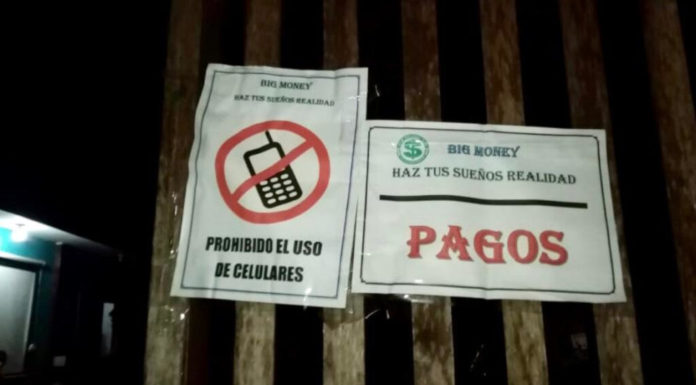 BIG MONEY
HAZ TUS SUEÑOS REALIDAD
PROHIBIDO EL USO
DE CELULARES
BIG MONEY
HAZ TUS SUEÑOS REALIDAD
PAGOS